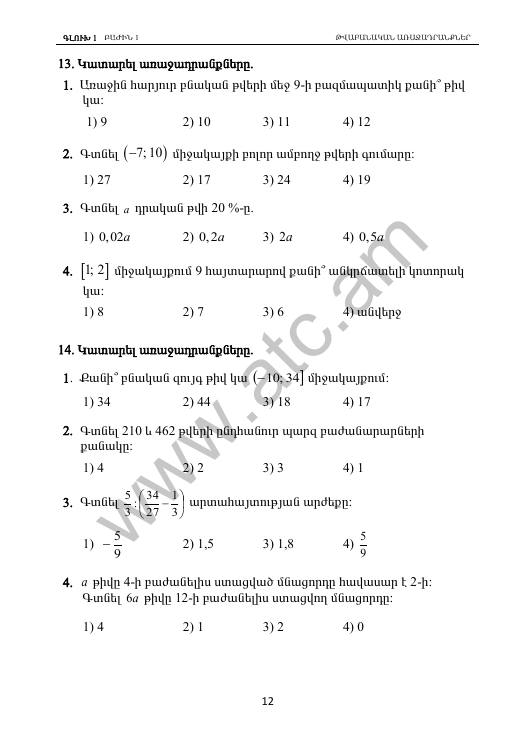 ԳԼՈՒԽ 1 ԲԱԺԻՆ 1 ԹՎԱԲԱՆԱԿԱՆ ԱՌԱՋԱԴՐԱՆՔՆԵՐ
13. Կատարել առաջադրանքները.
1. Առաջին հարյուր բնական թվերի մեջ 9-ի բազմապատիկ քանի՞ թիվ
կա:
1) 9 2) 10 3) 11 4) 12
2. Գտնել (−7; 10) միջակայքի բոլոր ամբողջ թվերի գումարը:
1) 27 2) 17 3) 24 4) 19
3. Գտնել a դրական թվի 20 %-ը.
1) 0,02a 2) 0,2a 3) 2a 4) 0,5a
4. [1; 2] միջակայքում 9 հայտարարով քանի՞ անկրճատելի կոտորակ
կա:
1) 8 2) 7 3) 6 4) անվերջ
14. Կատարել առաջադրանքները.
1. Քանի՞ բնական զույգ թիվ կա (−10; 34] միջակայքում:
1) 34 2) 44 3) 18 4) 17
2. Գտնել 210 և 462 թվերի ընդհանուր պարզ բաժանարարների
քանակը:
1) 4 2) 2 3) 3 4) 1
3. Գտնել 5/3 : (34/27 − 1/3) արտահայտության արժեքը:
1) −5/9 2) 1,5 3) 1,8 4) 5/9
4. a թիվը 4-ի բաժանելիս ստացված մնացորդը հավասար է 2-ի:
Գտնել 6a թիվը 12-ի բաժանելիս ստացվող մնացորդը:
1) 4 2) 1 3) 2 4) 0
www.atc.am
12